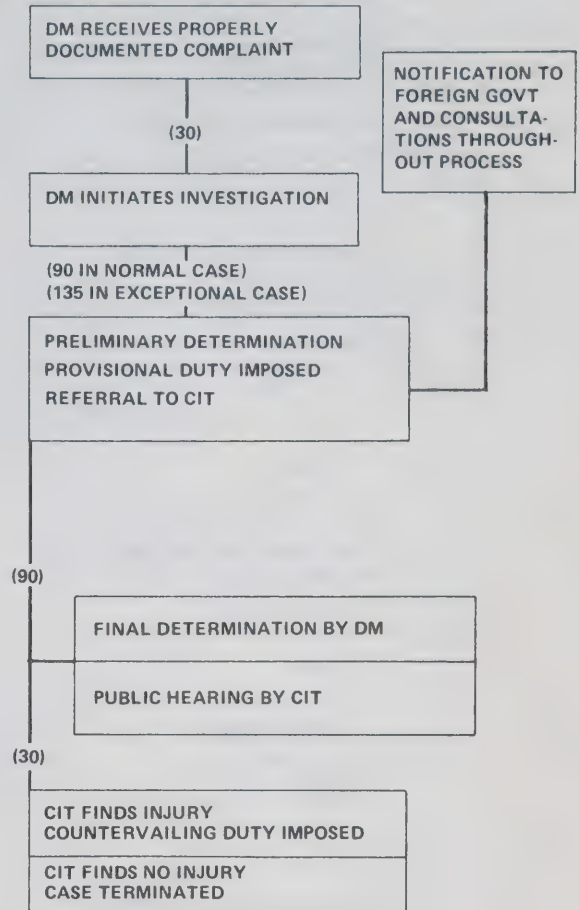 DM RECEIVES PROPERLY
DOCUMENTED COMPLAINT
NOTIFICATION TO
FOREIGN GOVT
AND CONSULTA-
TIONS THROUGH-
OUT PROCESS
(30)
DM INITIATES INVESTIGATION
(90 IN NORMAL CASE)
(135 IN EXCEPTIONAL CASE)
PRELIMINARY DETERMINATION
PROVISIONAL DUTY IMPOSED
REFERRAL TO CIT
(90)
FINAL DETERMINATION BY DM
PUBLIC HEARING BY CIT
(30)
CIT FINDS INJURY
COUNTERVAILING DUTY IMPOSED
CIT FINDS NO INJURY
CASE TERMINATED